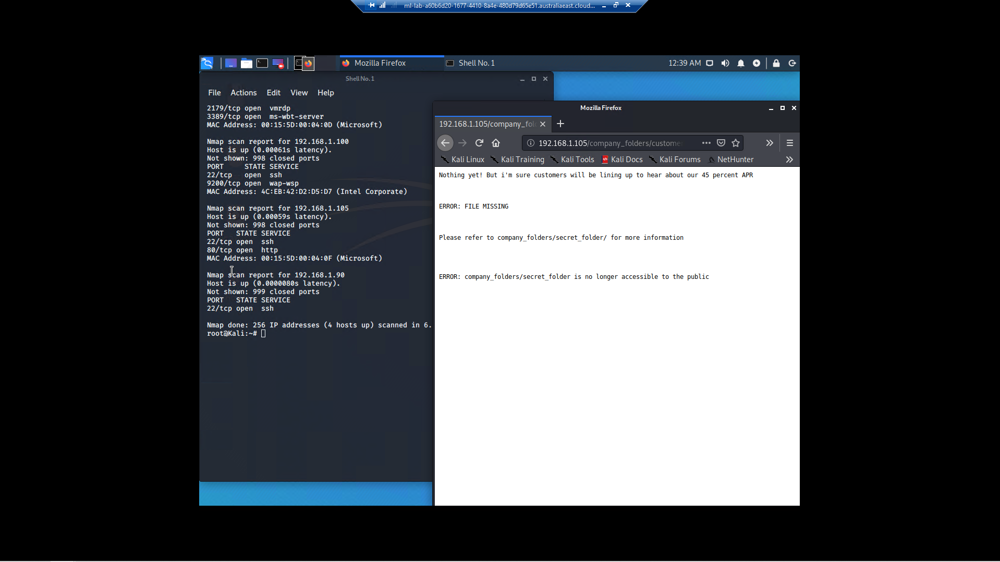 ml-lab-a60b6d20-1677-4410-8a4e-480d79d65e51.australiaeast.cloud...
Mozilla Firefox
Shell No. 1
12:39 AM
Shell No. 1
File Actions Edit View Help
2179/tcp open  vmrdp
3389/tcp open  ms-wbt-server
MAC Address: 00:15:5D:00:04:0D (Microsoft)
Nmap scan report for 192.168.1.100
Host is up (0.00061s latency).
Not shown: 998 closed ports
PORT     STATE SERVICE
22/tcp   open  ssh
9200/tcp open  wap-wsp
MAC Address: 4C:EB:42:D2:D5:D7 (Intel Corporate)
Nmap scan report for 192.168.1.105
Host is up (0.00059s latency).
Not shown: 998 closed ports
PORT   STATE SERVICE
22/tcp open  ssh
80/tcp open  http
MAC Address: 00:15:5D:00:04:0F (Microsoft)
Nmap scan report for 192.168.1.90
Host is up (0.0000080s latency).
Not shown: 999 closed ports
PORT   STATE SERVICE
22/tcp open  ssh
Nmap done: 256 IP addresses (4 hosts up) scanned in 6.
root@Kali:~#
Mozilla Firefox
192.168.1.105/company_fol
192.168.1.105/company_folders/custome
Kali Linux Kali Training Kali Tools Kali Docs Kali Forums NetHunter
Nothing yet! But i'm sure customers will be lining up to hear about our 45 percent APR
ERROR: FILE MISSING
Please refer to company_folders/secret_folder/ for more information
ERROR: company_folders/secret_folder is no longer accessible to the public